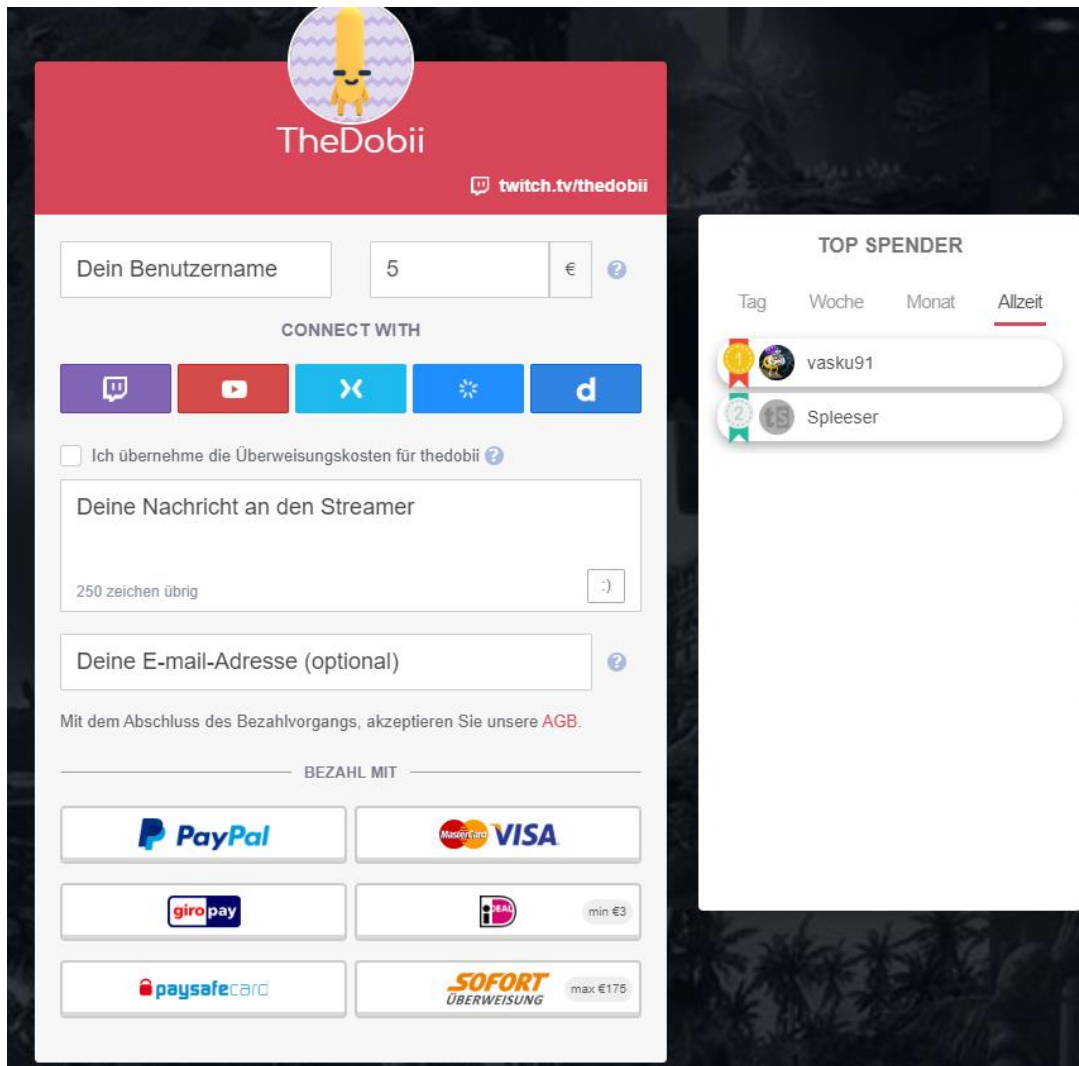 TheDobii
twitch.tv/thedobii
Dein Benutzername
5
€
?
CONNECT WITH
Ich übernehme die Überweisungskosten für thedobii ?
Deine Nachricht an den Streamer
250 zeichen übrig
:)
Deine E-mail-Adresse (optional)
?
Mit dem Abschluss des Bezahlvorgangs, akzeptieren Sie unsere AGB.
BEZAHL MIT
PayPal
MasterCard VISA
giropay
iDEAL
min €3
paysafecard
SOFORT
ÜBERWEISUNG
max €175
TOP SPENDER
Tag Woche Monat Allzeit
1 vasku91
2 ts Spleeser